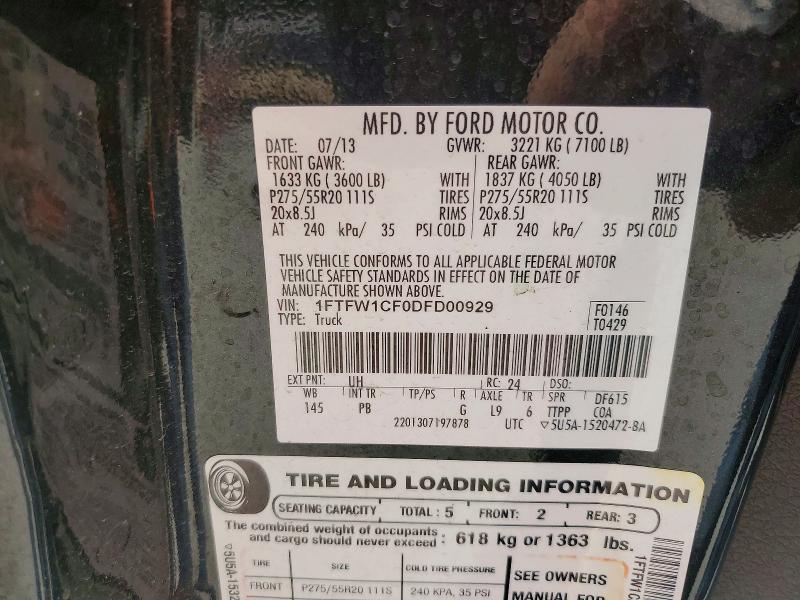 MFD. BY FORD MOTOR CO.
DATE: 07/13 GVWR: 3221 KG ( 7100 LB)
FRONT GAWR: REAR GAWR:
1633 KG ( 3600 LB) WITH 1837 KG ( 4050 LB) WITH
P275/55R20 111S TIRES P275/55R20 111S TIRES
20x8.5J RIMS 20x8.5J RIMS
AT 240 kPa/ 35 PSI COLD AT 240 kPa/ 35 PSI COLD
THIS VEHICLE CONFORMS TO ALL APPLICABLE FEDERAL MOTOR
VEHICLE SAFETY STANDARDS IN EFFECT ON THE DATE OF
MANUFACTURE SHOWN ABOVE.
VIN: 1FTFW1CF0DFD00929 F0146
TYPE: Truck T0429
EXT PNT: UH RC: 24 DSO:
WB INT TR TP/PS R AXLE TR SPR DF615
145 PB G L9 6 TTPP COA
2201307197878 UTC ▽5U5A-1520472-BA
TIRE AND LOADING INFORMATION
SEATING CAPACITY TOTAL : 5 FRONT: 2 REAR: 3
The combined weight of occupants
and cargo should never exceed : 618 kg or 1363 lbs.
TIRE SIZE COLD TIRE PRESSURE SEE OWNERS
FRONT P275/55R20 111S 240 KPA, 35 PSI MANUAL FOR
▽5U5A-1532
1FTFW1C